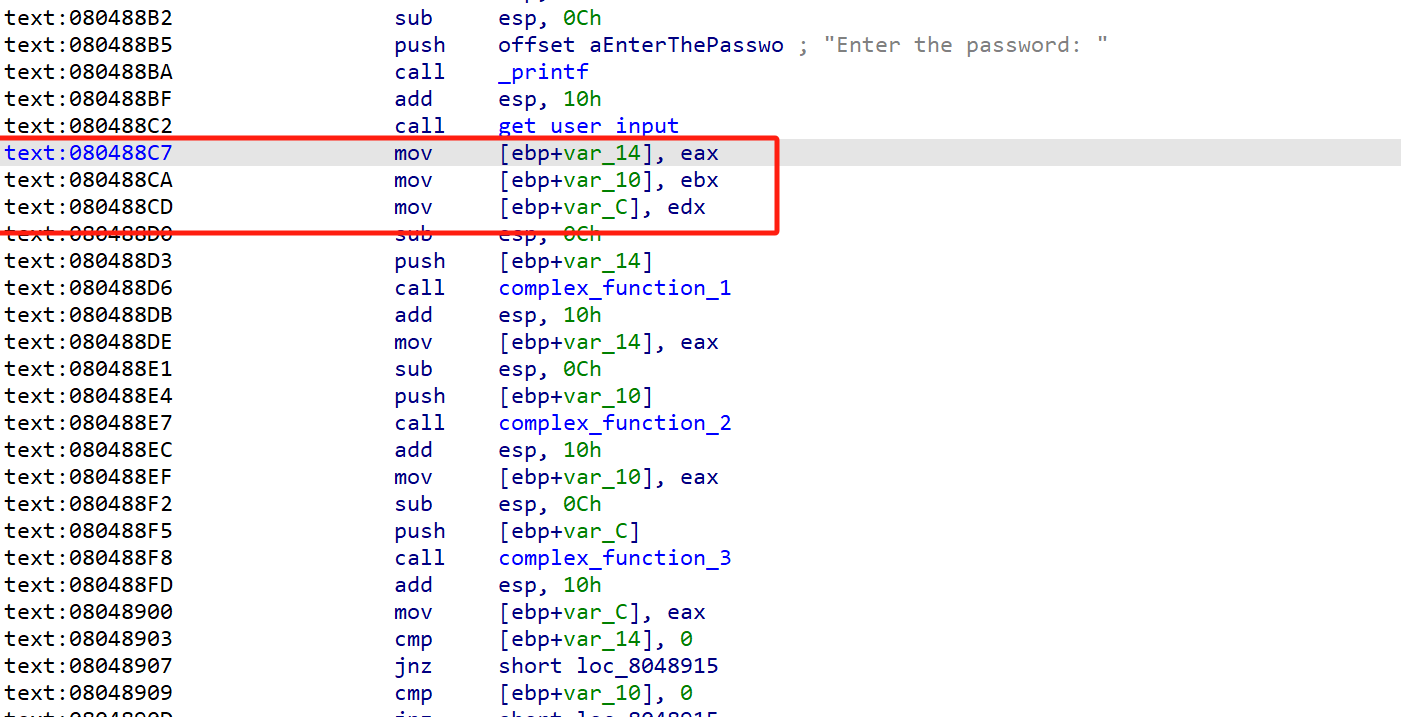 text:080488B2 sub esp, 0Ch
text:080488B5 push offset aEnterThePasswo ; "Enter the password: "
text:080488BA call _printf
text:080488BF add esp, 10h
text:080488C2 call get_user_input
text:080488C7 mov [ebp+var_14], eax
text:080488CA mov [ebp+var_10], ebx
text:080488CD mov [ebp+var_C], edx
text:080488D0 sub esp, 0Ch
text:080488D3 push [ebp+var_14]
text:080488D6 call complex_function_1
text:080488DB add esp, 10h
text:080488DE mov [ebp+var_14], eax
text:080488E1 sub esp, 0Ch
text:080488E4 push [ebp+var_10]
text:080488E7 call complex_function_2
text:080488EC add esp, 10h
text:080488EF mov [ebp+var_10], eax
text:080488F2 sub esp, 0Ch
text:080488F5 push [ebp+var_C]
text:080488F8 call complex_function_3
text:080488FD add esp, 10h
text:08048900 mov [ebp+var_C], eax
text:08048903 cmp [ebp+var_14], 0
text:08048907 jnz short loc_8048915
text:08048909 cmp [ebp+var_10], 0
text:0804890D jnz short loc_8048915